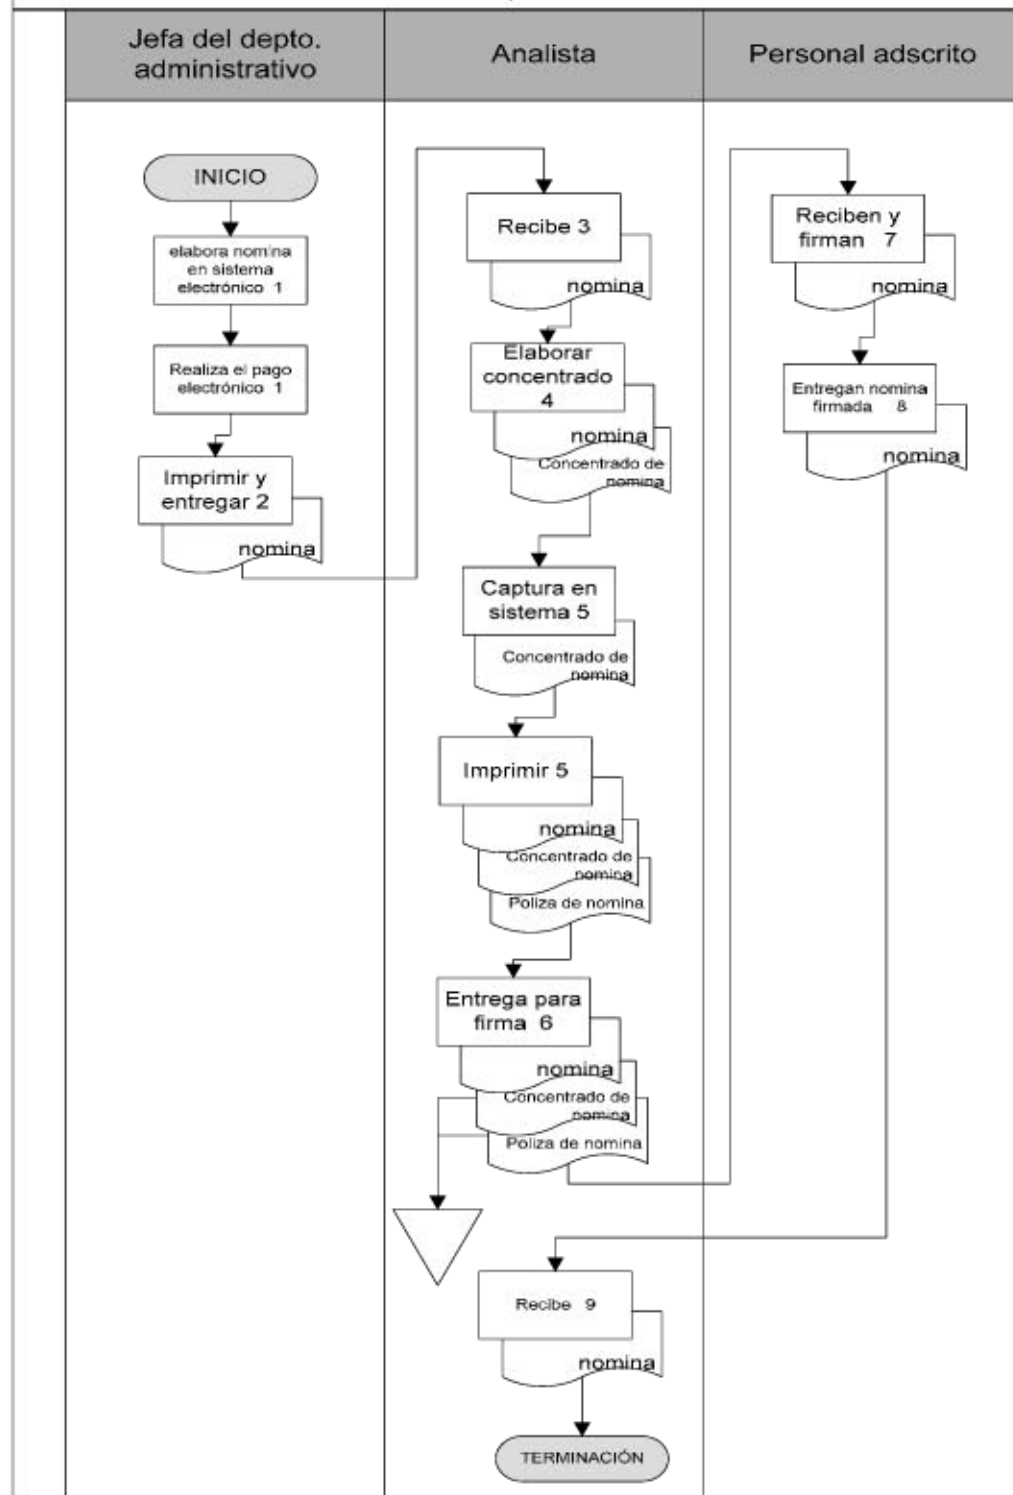 Jefa del depto.
administrativo
Analista
Personal adscrito
INICIO
elabora nomina
en sistema
electrónico 1
Realiza el pago
electrónico 1
Imprimir y
entregar 2
nomina
Recibe 3
nomina
Elaborar
concentrado
4
nomina
Concentrado de
nomina
Captura en
sistema 5
Concentrado de
nomina
Imprimir 5
nomina
Concentrado de
nomina
Poliza de nomina
Entrega para
firma 6
nomina
Concentrado de
nomina
Poliza de nomina
Reciben y
firman 7
nomina
Entregan nomina
firmada 8
nomina
Recibe 9
nomina
TERMINACIÓN